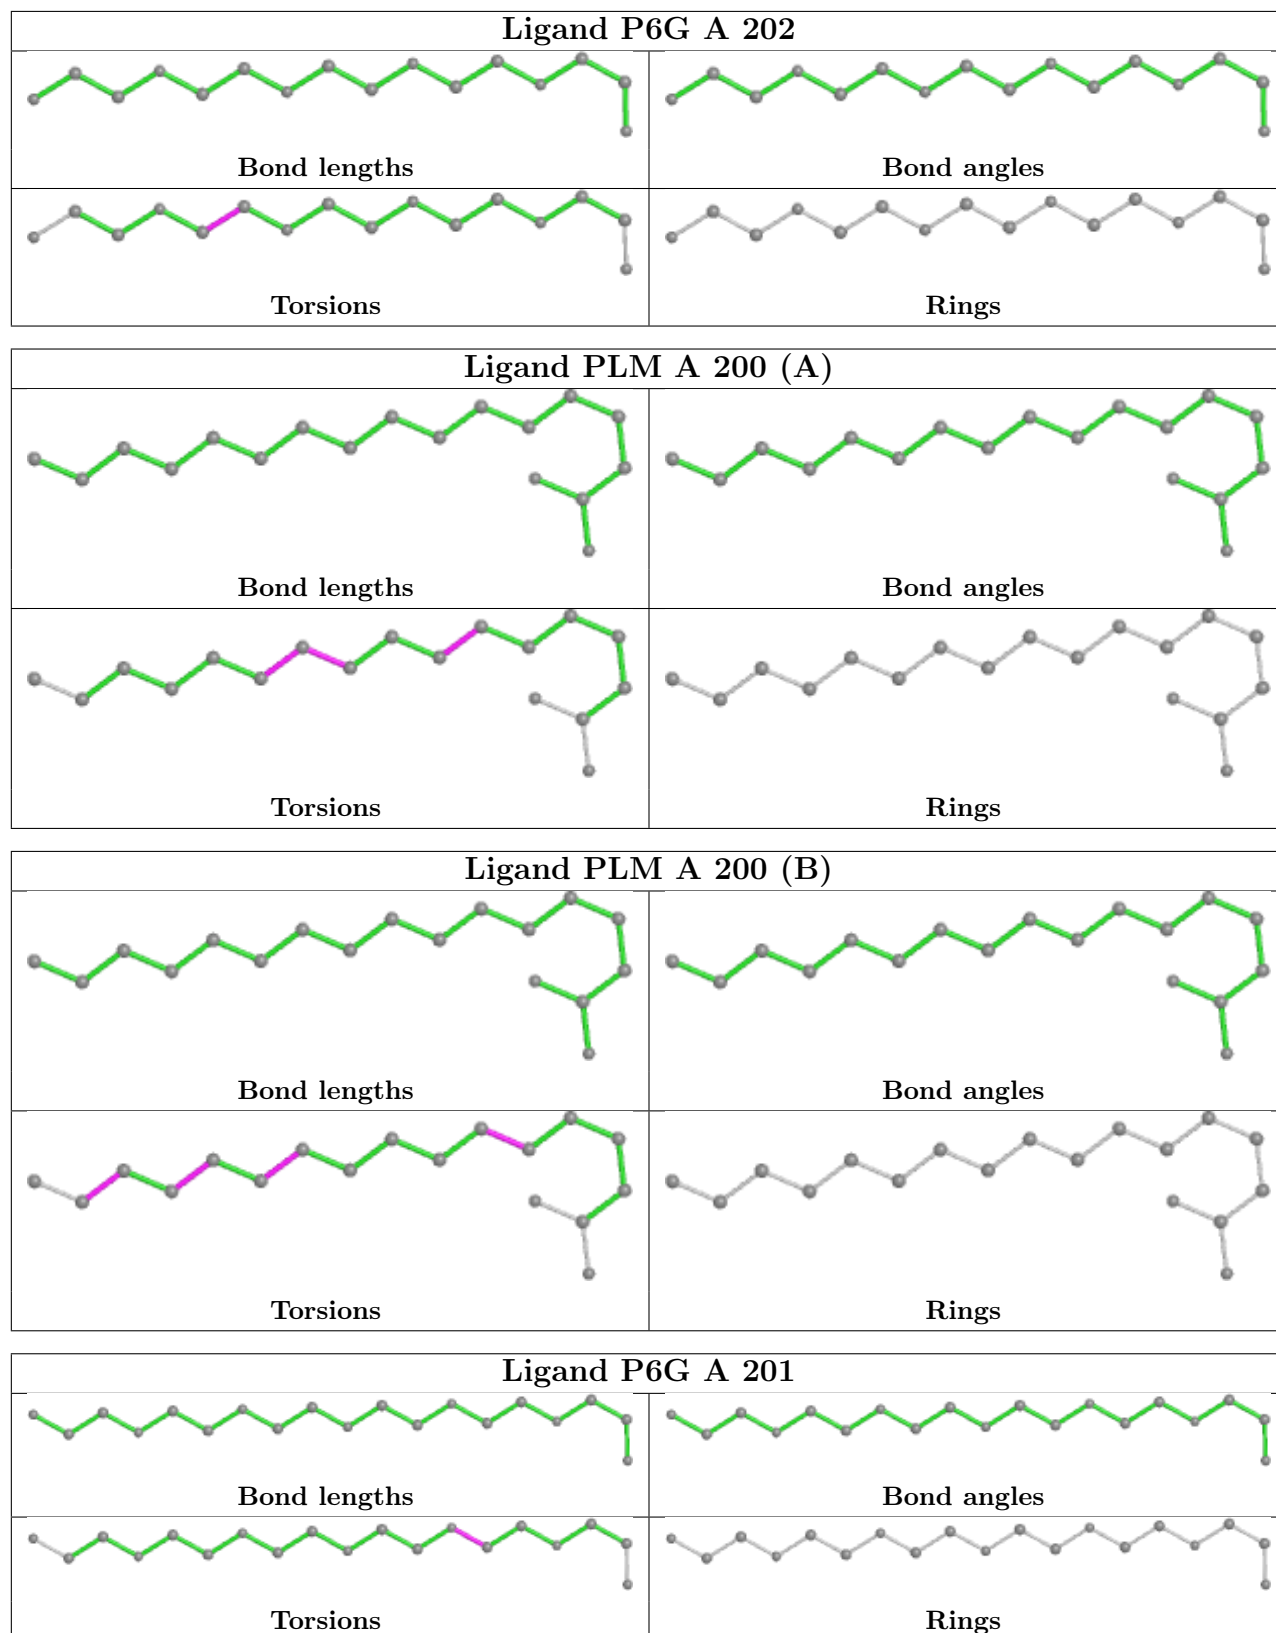 Ligand P6G A 202
Bond lengths
Bond angles
Torsions
Rings
Ligand PLM A 200 (A)
Bond lengths
Bond angles
Torsions
Rings
Ligand PLM A 200 (B)
Bond lengths
Bond angles
Torsions
Rings
Ligand P6G A 201
Bond lengths
Bond angles
Torsions
Rings